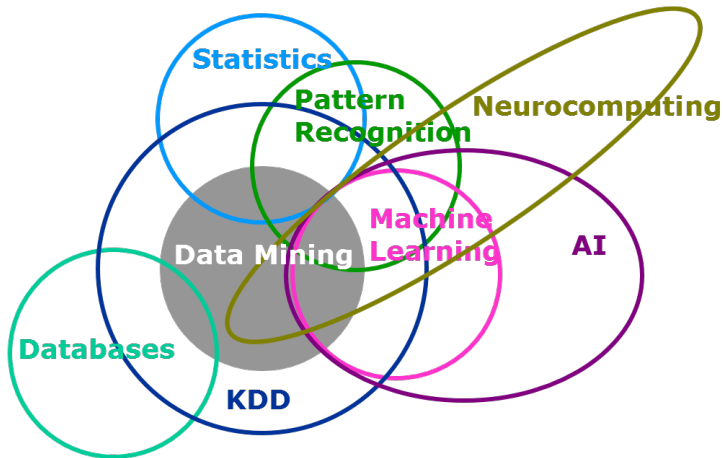 Statistics
Pattern
Recognition
Neurocomputing
Machine
Learning
Data Mining
AI
Databases
KDD